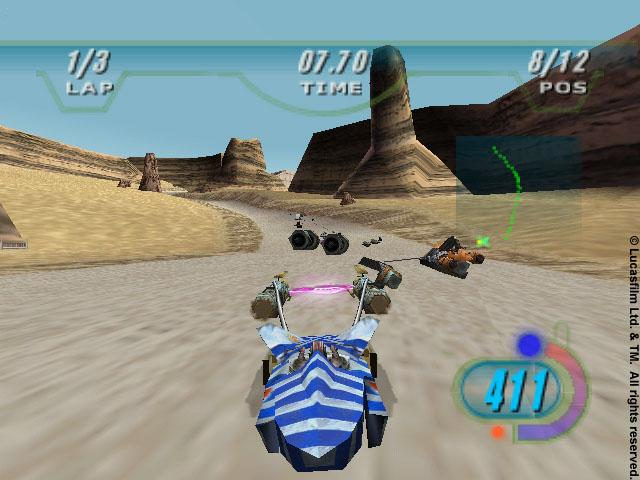 1/3 07.70 8/12
LAP TIME POS
411
© Lucasfilm Ltd. & TM. All rights reserved.